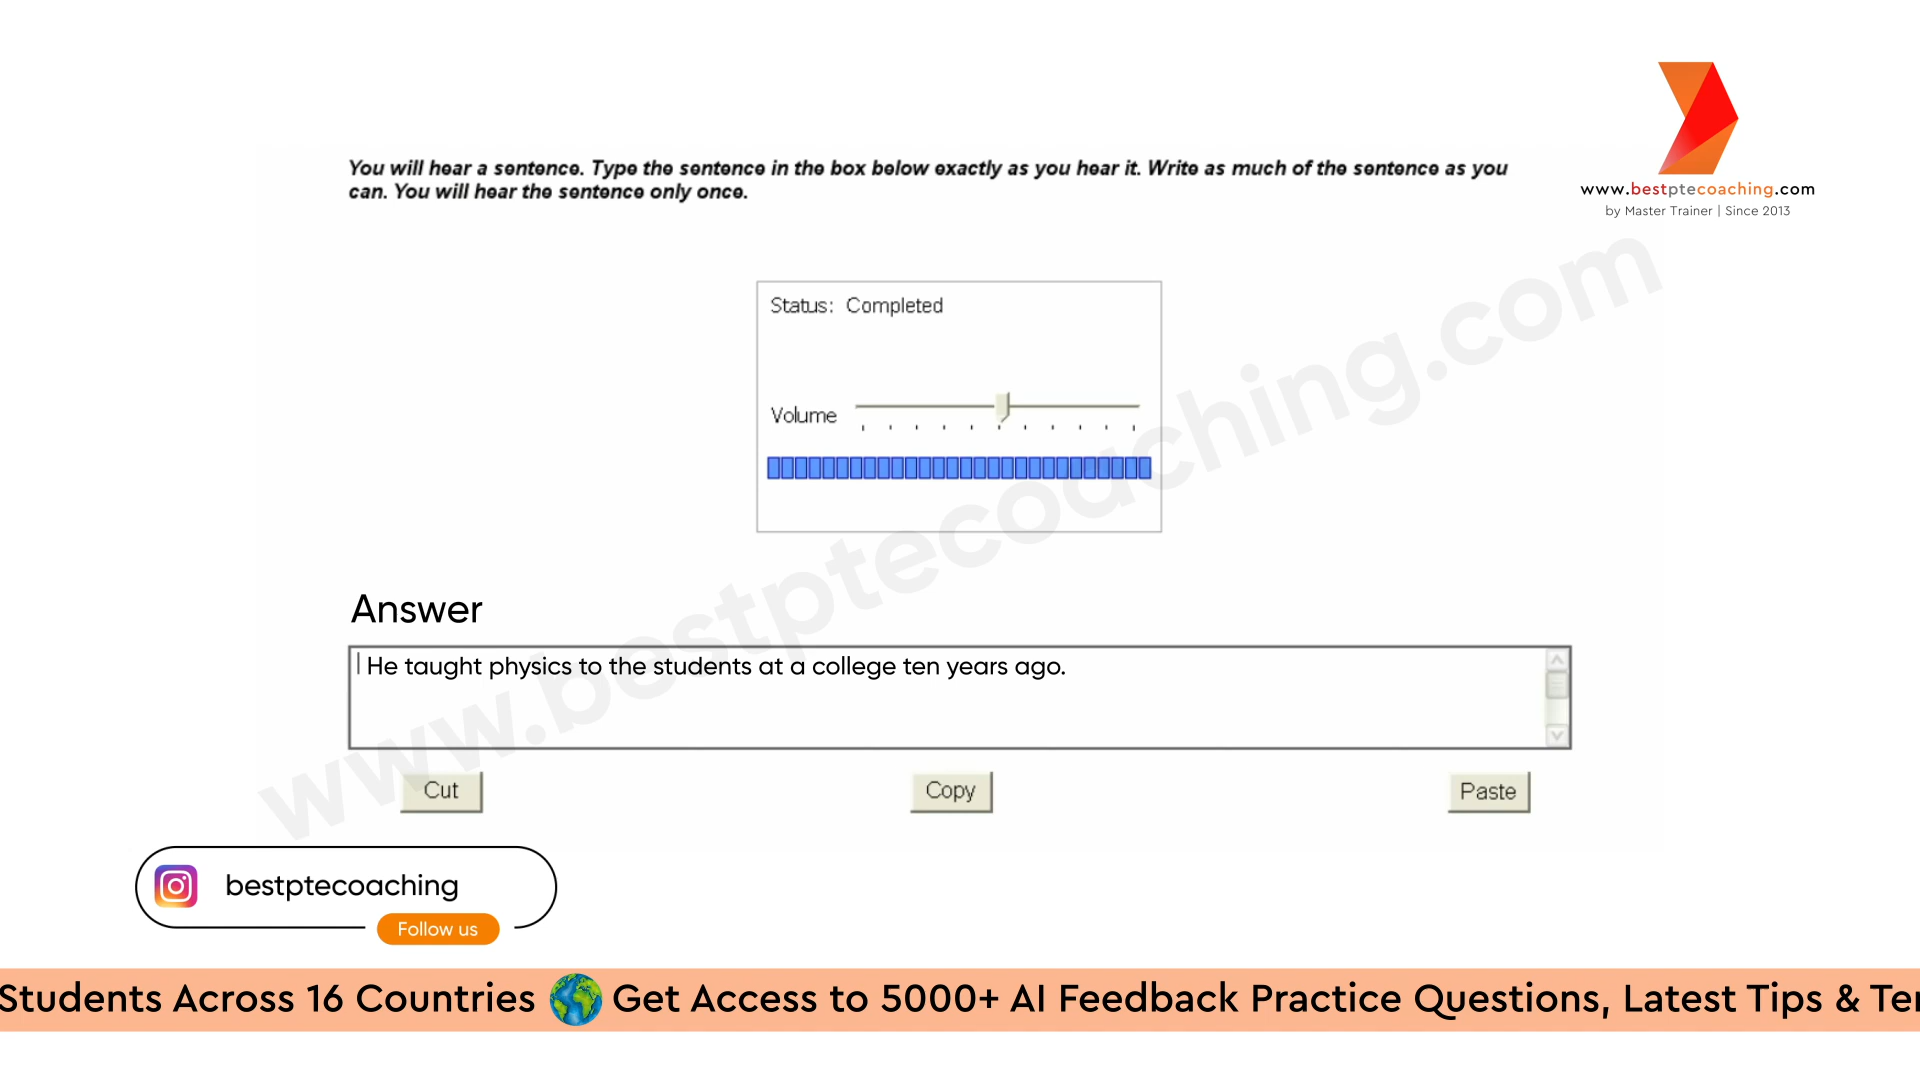 You will hear a sentence. Type the sentence in the box below exactly as you hear it. Write as much of the sentence as you
can. You will hear the sentence only once.
www.bestptecoaching.com
by Master Trainer | Since 2013
Status: Completed
Volume
www.bestptecoaching.com
Answer
He taught physics to the students at a college ten years ago.
Cut
Copy
Paste
bestptecoaching
Follow us
Students Across 16 Countries 🌍 Get Access to 5000+ AI Feedback Practice Questions, Latest Tips &